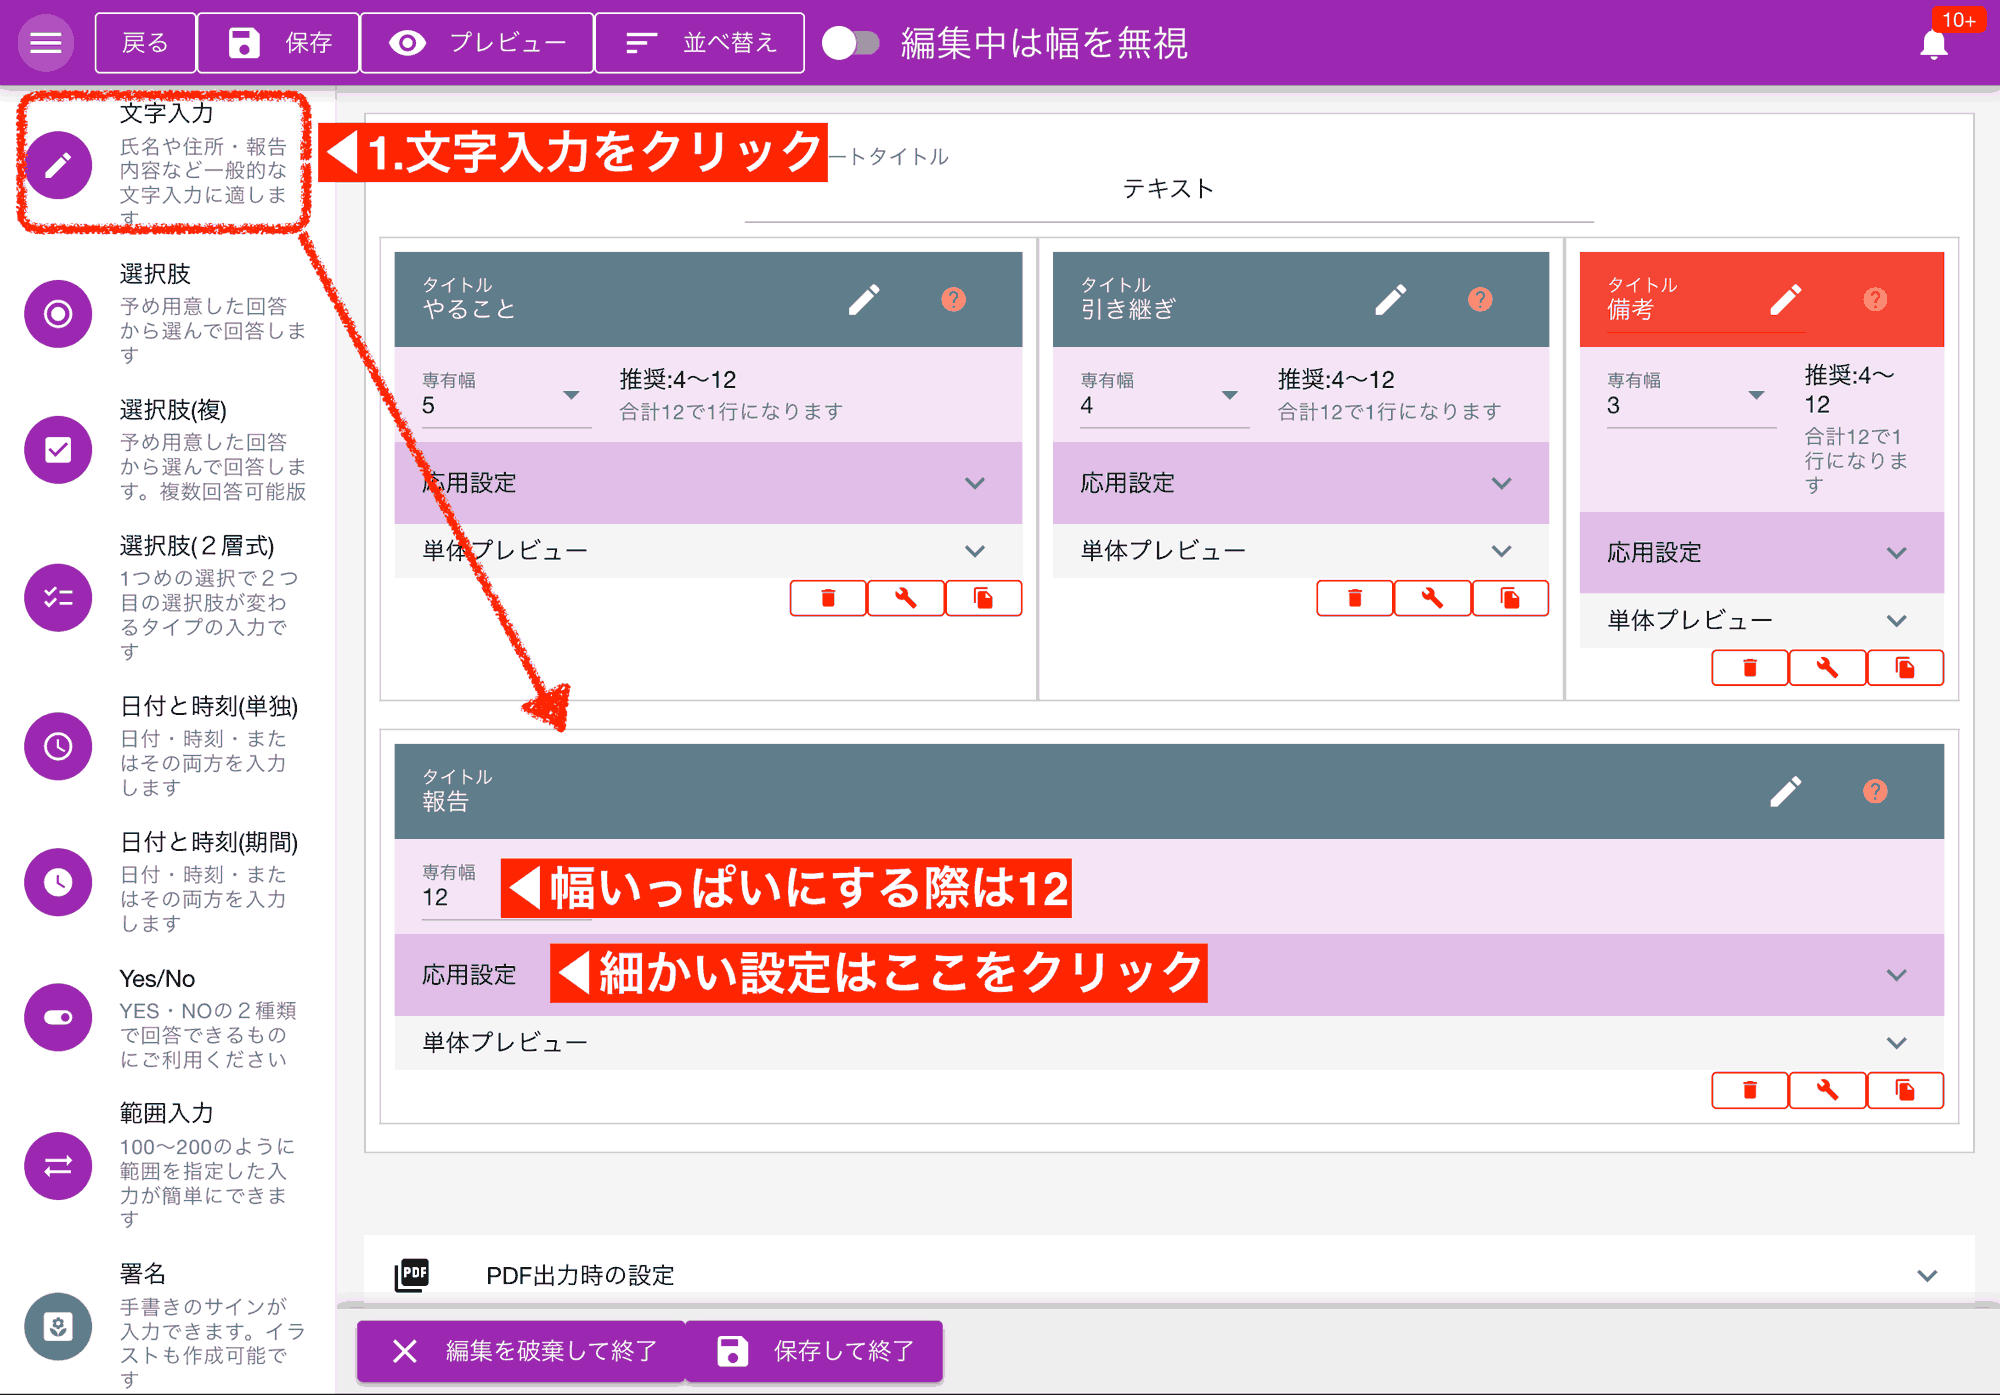 戻る
保存
プレビュー
並べ替え
編集中は幅を無視
10+
文字入力
氏名や住所・報告
内容など一般的な
文字入力に適しま
す
◀1.文字入力をクリック
ートタイトル
テキスト
選択肢
予め用意した回答
から選んで回答しま
す
選択肢(複)
予め用意した回答
から選んで回答しま
す。複数回答可能版
選択肢(２層式)
1つめの選択で２つ
目の選択肢が変わ
るタイプの入力で
す
日付と時刻(単独)
日付・時刻・また
はその両方を入力
します
日付と時刻(期間)
日付・時刻・また
はその両方を入力
します
Yes/No
YES・NOの２種類
で回答できるもの
にご利用ください
範囲入力
100〜200のように
範囲を指定した入
力が簡単にできま
す
署名
手書きのサインが
入力できます。イラ
ストも作成可能で
す
タイトル
やること
?
専有幅
5
推奨:4〜12
合計12で1行になります
応用設定
単体プレビュー
タイトル
引き継ぎ
?
専有幅
4
推奨:4〜12
合計12で1行になります
応用設定
単体プレビュー
タイトル
備考
?
専有幅
3
推奨:4〜
12
合計12で1
行になりま
す
応用設定
単体プレビュー
タイトル
報告
?
専有幅
12
◀幅いっぱいにする際は12
応用設定
◀細かい設定はここをクリック
単体プレビュー
PDF
PDF出力時の設定
編集を破棄して終了
保存して終了